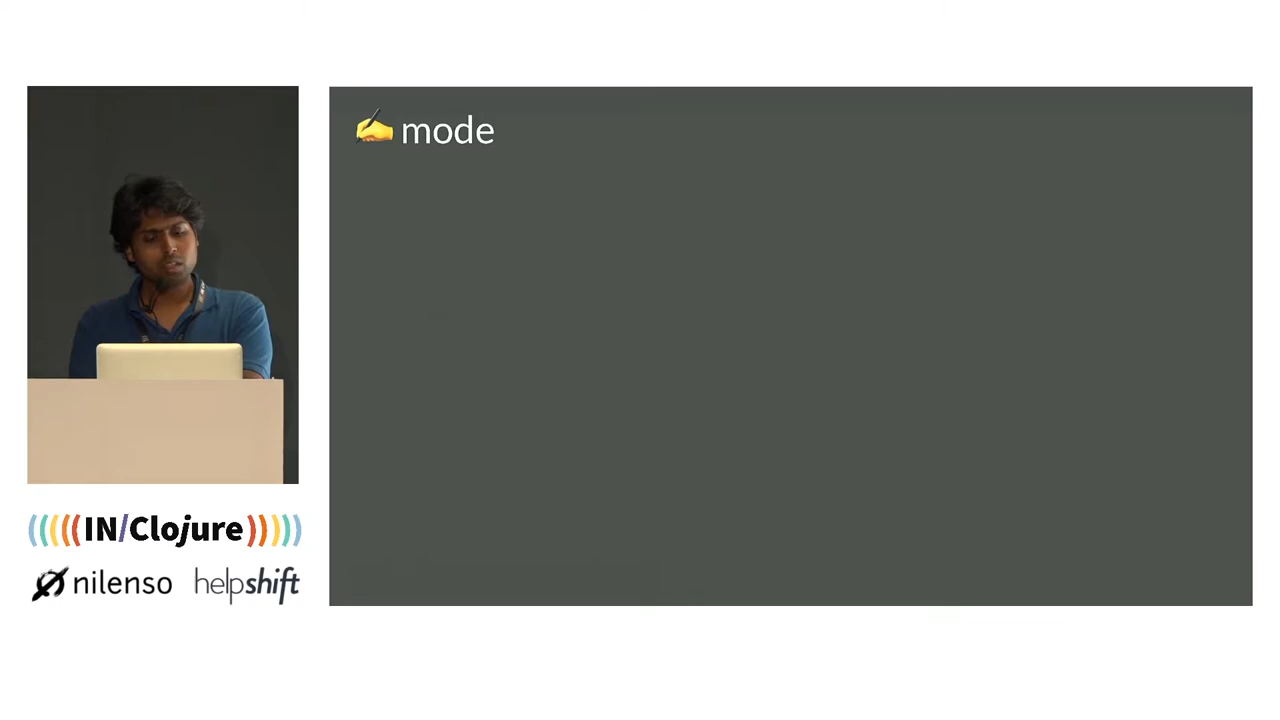 ✍ mode
((((IN/Clojure))))
nilenso helpshift